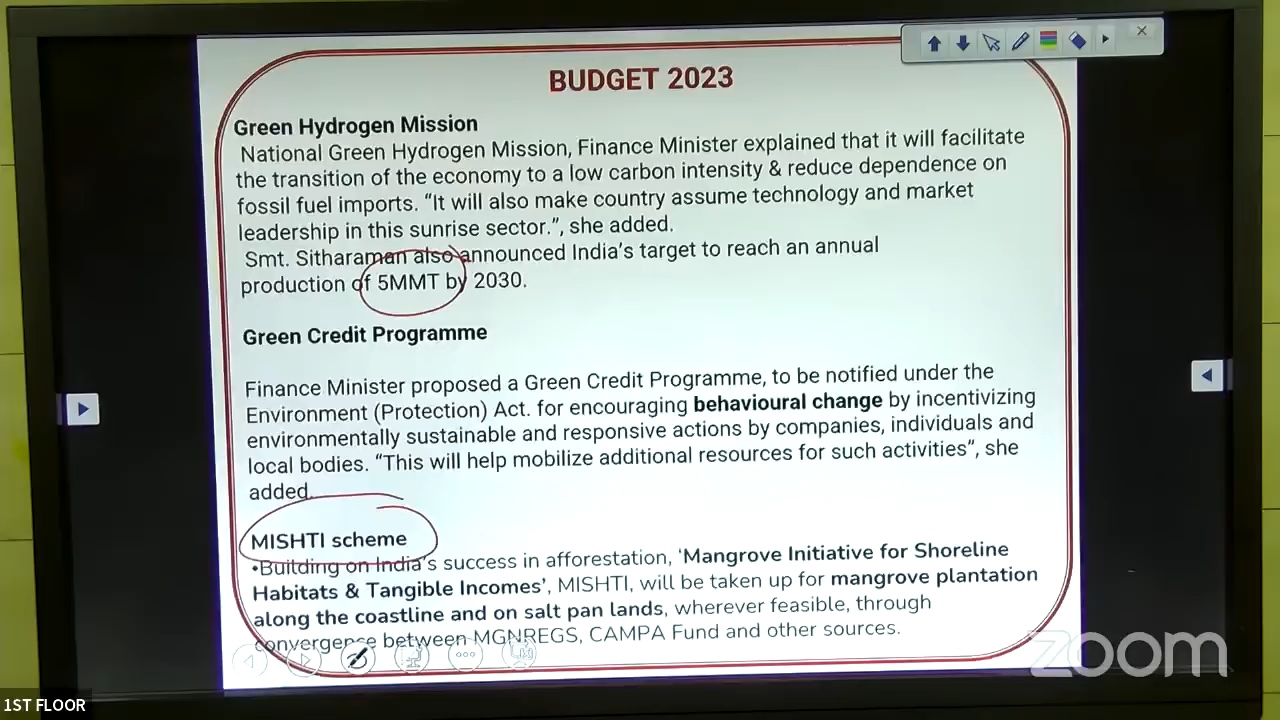 BUDGET 2023
Green Hydrogen Mission
National Green Hydrogen Mission, Finance Minister explained that it will facilitate
the transition of the economy to a low carbon intensity & reduce dependence on
fossil fuel imports. “It will also make country assume technology and market
leadership in this sunrise sector.”, she added.
Smt. Sitharaman also announced India’s target to reach an annual
production of 5MMT by 2030.
Green Credit Programme
Finance Minister proposed a Green Credit Programme, to be notified under the
Environment (Protection) Act. for encouraging behavioural change by incentivizing
environmentally sustainable and responsive actions by companies, individuals and
local bodies. “This will help mobilize additional resources for such activities”, she
added.
MISHTI scheme
•Building on India’s success in afforestation, ‘Mangrove Initiative for Shoreline
Habitats & Tangible Incomes’, MISHTI, will be taken up for mangrove plantation
along the coastline and on salt pan lands, wherever feasible, through
convergence between MGNREGS, CAMPA Fund and other sources.
zoom
1ST FLOOR